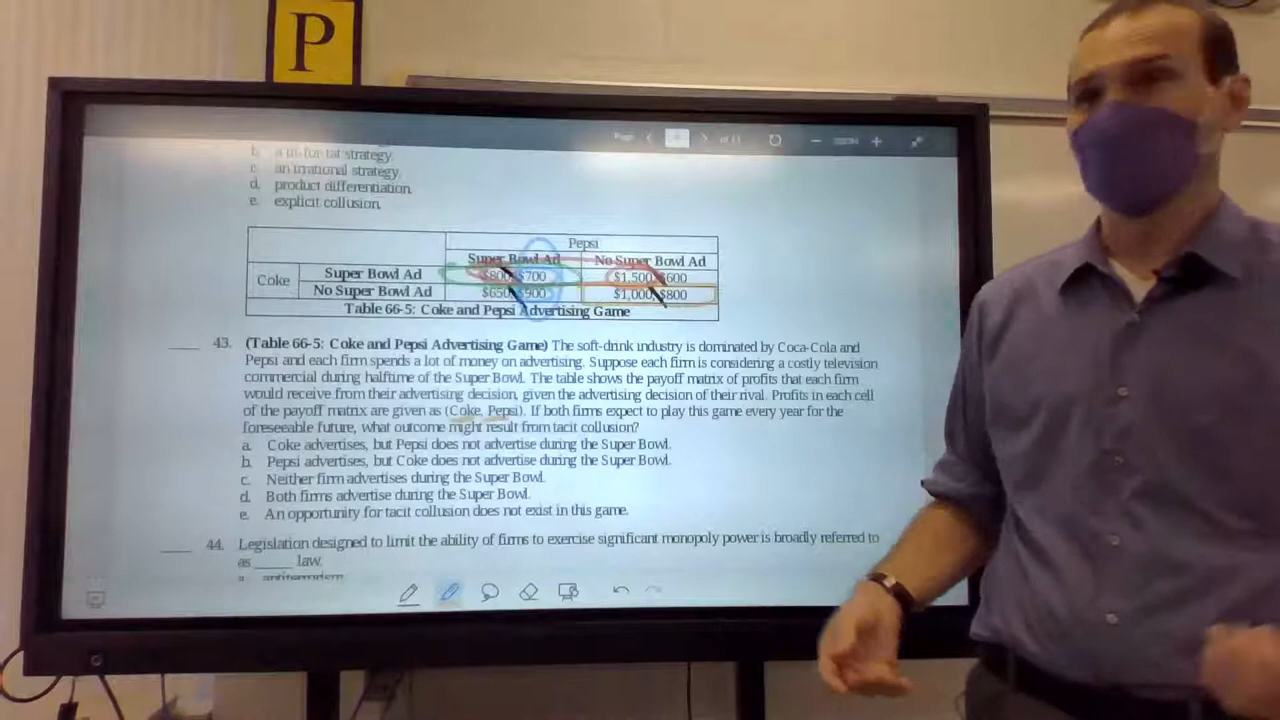 P
Page of 11
b. a tit-for-tat strategy.
c. an irrational strategy.
d. product differentiation.
e. explicit collusion.
Pepsi
Super Bowl Ad No Super Bowl Ad
Coke Super Bowl Ad $800, $700 $1,500, $600
No Super Bowl Ad $650, $900 $1,000, $800
Table 66-5: Coke and Pepsi Advertising Game
43. (Table 66-5: Coke and Pepsi Advertising Game) The soft-drink industry is dominated by Coca-Cola and
Pepsi and each firm spends a lot of money on advertising. Suppose each firm is considering a costly television
commercial during halftime of the Super Bowl. The table shows the payoff matrix of profits that each firm
would receive from their advertising decision, given the advertising decision of their rival. Profits in each cell
of the payoff matrix are given as (Coke, Pepsi). If both firms expect to play this game every year for the
foreseeable future, what outcome might result from tacit collusion?
a. Coke advertises, but Pepsi does not advertise during the Super Bowl.
b. Pepsi advertises, but Coke does not advertise during the Super Bowl.
c. Neither firm advertises during the Super Bowl.
d. Both firms advertise during the Super Bowl.
e. An opportunity for tacit collusion does not exist in this game.
44. Legislation designed to limit the ability of firms to exercise significant monopoly power is broadly referred to
as _____ law.
a.